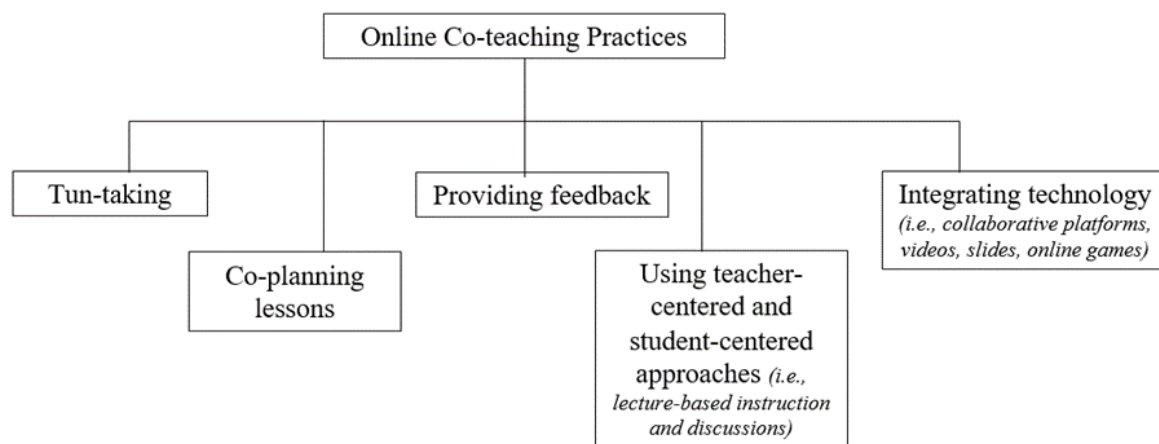 Online Co-teaching Practices
Tun-taking
Co-planning
lessons
Providing feedback
Using teacher-
centered and
student-centered
approaches (i.e.,
lecture-based instruction
and discussions)
Integrating technology
(i.e., collaborative platforms,
videos, slides, online games)